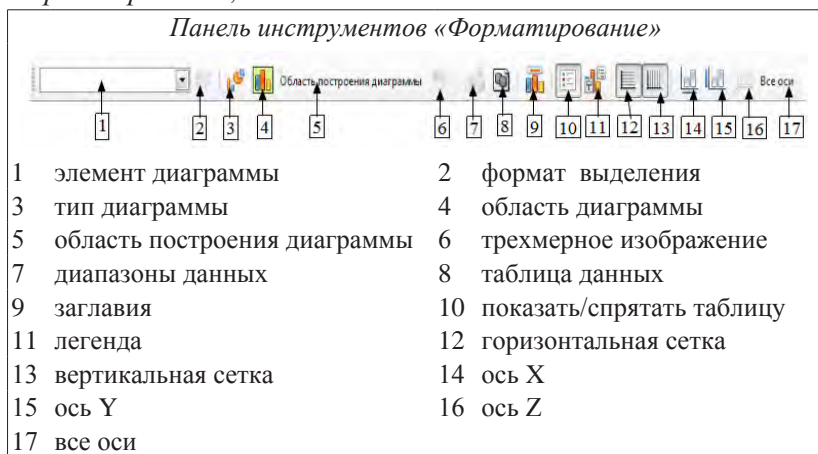 Панель инструментов «Форматирование»
Область построения диаграммы Все оси
1 2 3 4 5 6 7 8 9 10 11 12 13 14 15 16 17
1 элемент диаграммы 2 формат выделения
3 тип диаграммы 4 область диаграммы
5 область построения диаграммы 6 трехмерное изображение
7 диапазоны данных 8 таблица данных
9 заглавия 10 показать/спрятать таблицу
11 легенда 12 горизонтальная сетка
13 вертикальная сетка 14 ось X
15 ось Y 16 ось Z
17 все оси